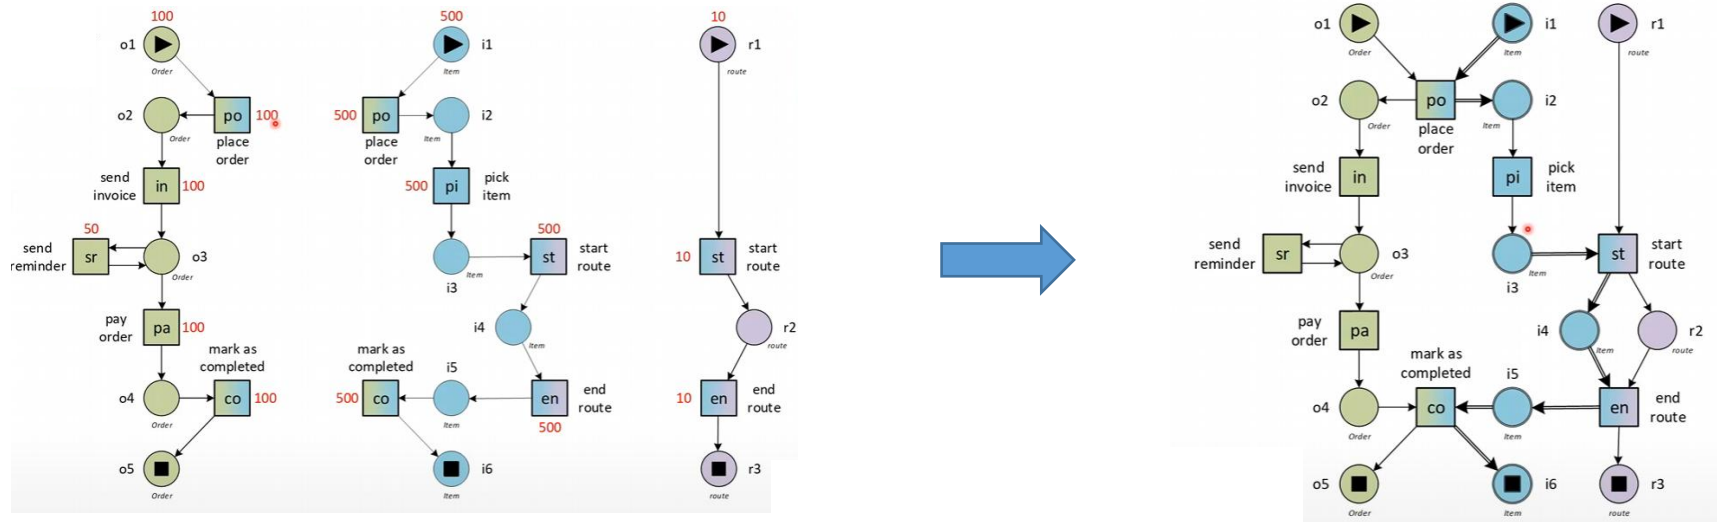 100
500
10
o1
i1
r1
Order
Item
route
o2
po
100
500
po
i2
Order
place
order
place
order
Item
send
invoice
in
100
500
pi
pick
item
50
500
send
reminder
sr
o3
Order
i3
Item
st
start
route
10
st
start
route
pay
order
pa
100
i4
Item
r2
route
mark as
completed
mark as
completed
i5
o4
co
100
500
co
en
end
route
10
en
end
route
Order
Item
500
o5
i6
r3
Order
Item
route
o1
i1
r1
Order
Item
route
o2
po
i2
Order
place
order
Item
send
invoice
in
pi
pick
item
send
reminder
sr
o3
Order
Item
i3
st
start
route
pay
order
pa
i4
Item
r2
route
mark as
completed
i5
o4
co
en
end
route
Order
Item
o5
i6
r3
Order
Item
route